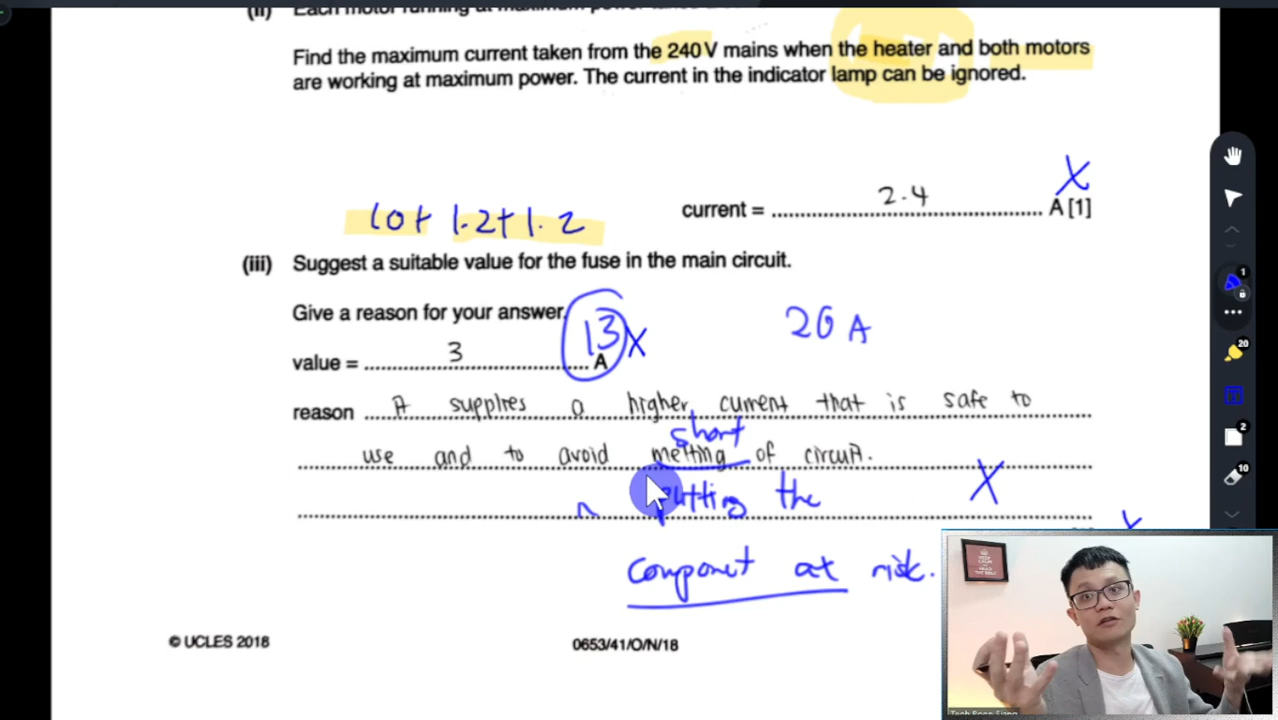 Find the maximum current taken from the 240 V mains when the heater and both motors
are working at maximum power. The current in the indicator lamp can be ignored.
X
2.4
current = A [1]
10+ 1.2+ 1.2
(iii) Suggest a suitable value for the fuse in the main circuit.
Give a reason for your answer.
13 X
20 A
value = 3 A
reason It supplies a higher current that is safe to
short
use and to avoid melting of circuit.
putting the X
component at risk.
© UCLES 2018
0653/41/O/N/18
1
20
2
10